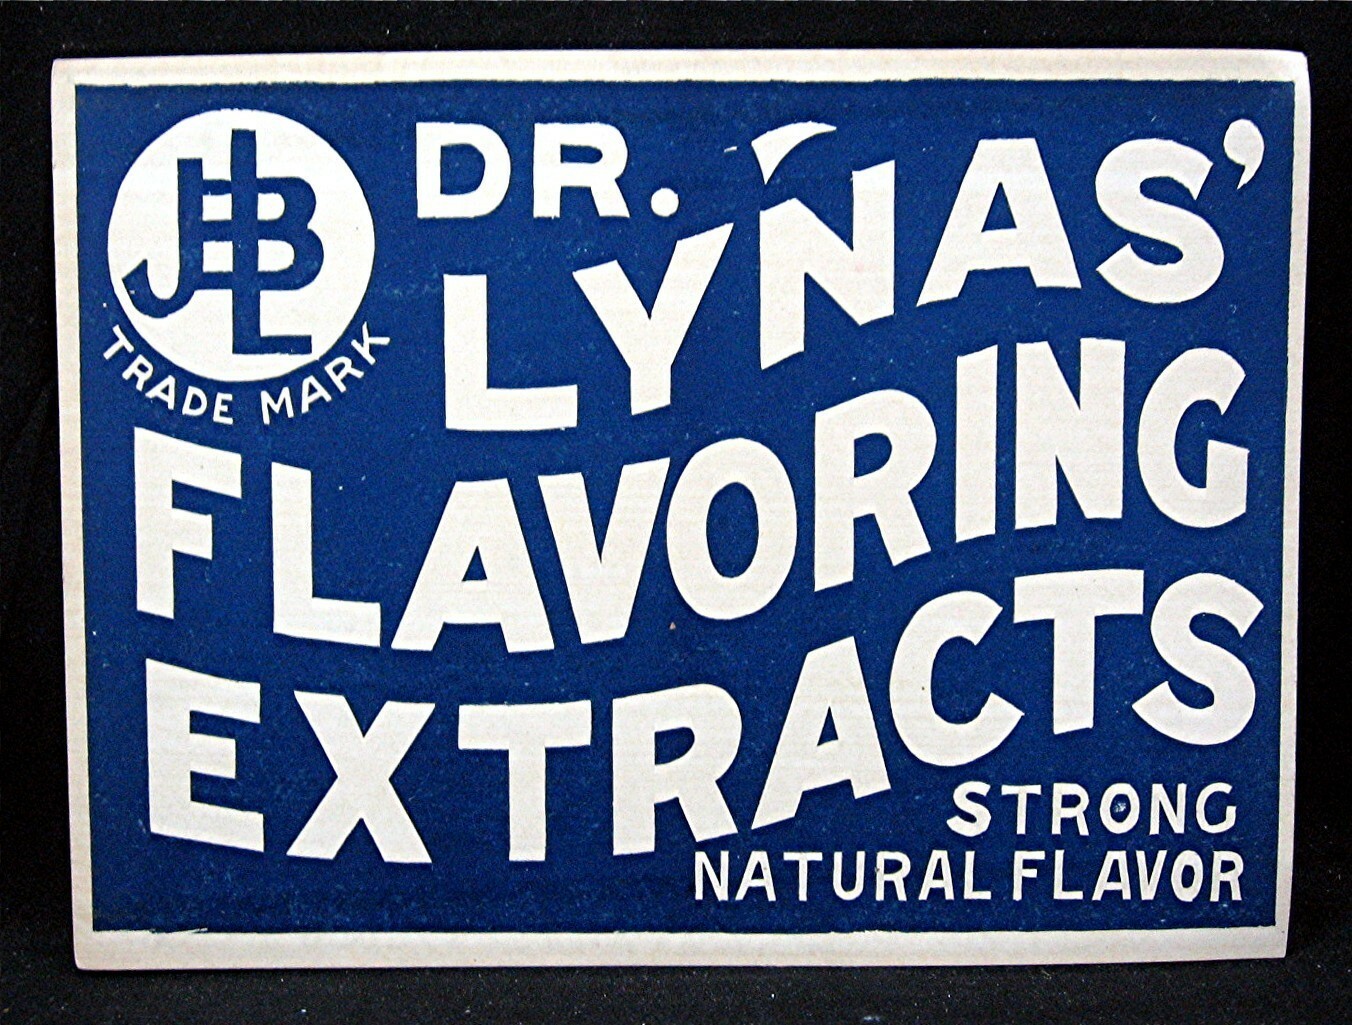 JBL
TRADE MARK
DR.
LYNAS'
FLAVORING
EXTRACTS
STRONG
NATURAL FLAVOR